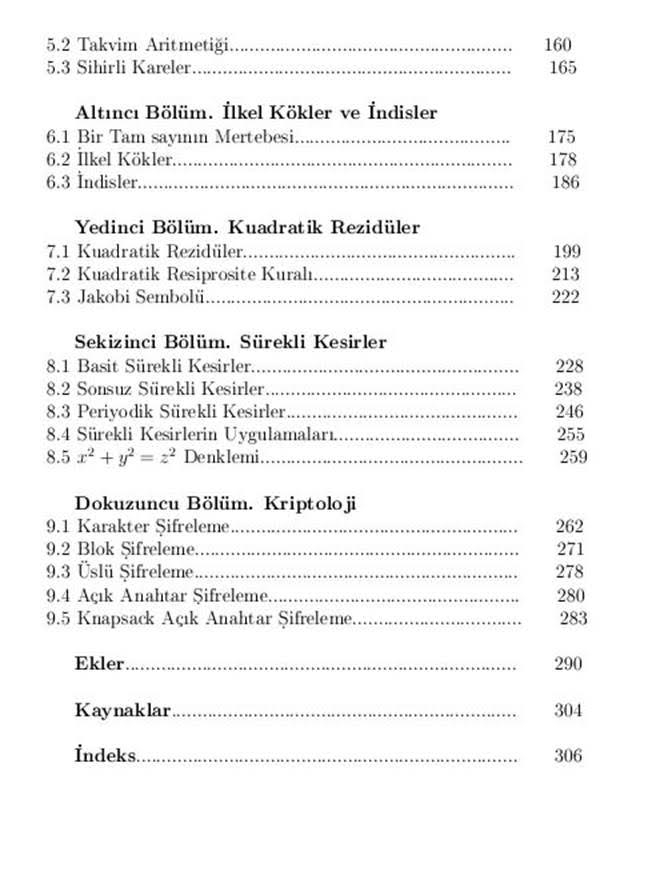 5.2 Takvim Aritmetiği........................................................ 160
5.3 Sihirli Kareler............................................................... 165
Altıncı Bölüm. İlkel Kökler ve İndisler
6.1 Bir Tam sayının Mertebesi.......................................... 175
6.2 İlkel Kökler.................................................................. 178
6.3 İndisler.......................................................................... 186
Yedinci Bölüm. Kuadratik Rezidüler
7.1 Kuadratik Rezidüler..................................................... 199
7.2 Kuadratik Resiprosite Kuralı....................................... 213
7.3 Jakobi Sembolü............................................................. 222
Sekizinci Bölüm. Sürekli Kesirler
8.1 Basit Sürekli Kesirler.................................................... 228
8.2 Sonsuz Sürekli Kesirler................................................. 238
8.3 Periyodik Sürekli Kesirler............................................. 246
8.4 Sürekli Kesirlerin Uygulamaları.................................... 255
8.5 x² + y² = z² Denklemi................................................... 259
Dokuzuncu Bölüm. Kriptoloji
9.1 Karakter Şifreleme........................................................ 262
9.2 Blok Şifreleme............................................................... 271
9.3 Üslü Şifreleme............................................................... 278
9.4 Açık Anahtar Şifreleme................................................. 280
9.5 Knapsack Açık Anahtar Şifreleme................................. 283
Ekler............................................................................ 290
Kaynaklar................................................................... 304
İndeks.......................................................................... 306